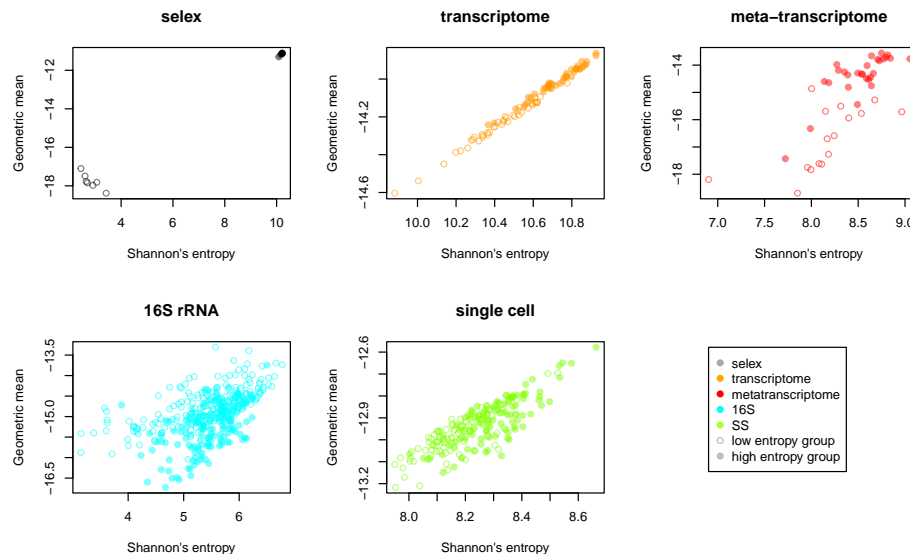 selex
Geometric mean
−12
−14
−16
−18
4
6
8
10
Shannon's entropy
transcriptome
Geometric mean
−14.2
−14.6
10.0
10.2
10.4
10.6
10.8
Shannon's entropy
meta−transcriptome
Geometric mean
−14
−16
−18
7.0
7.5
8.0
8.5
9.0
Shannon's entropy
16S rRNA
Geometric mean
−13.5
−15.0
−16.5
3
4
5
6
Shannon's entropy
single cell
Geometric mean
−12.6
−12.9
−13.2
8.0
8.2
8.4
8.6
Shannon's entropy
selex
transcriptome
metatranscriptome
16S
SS
low entropy group
high entropy group